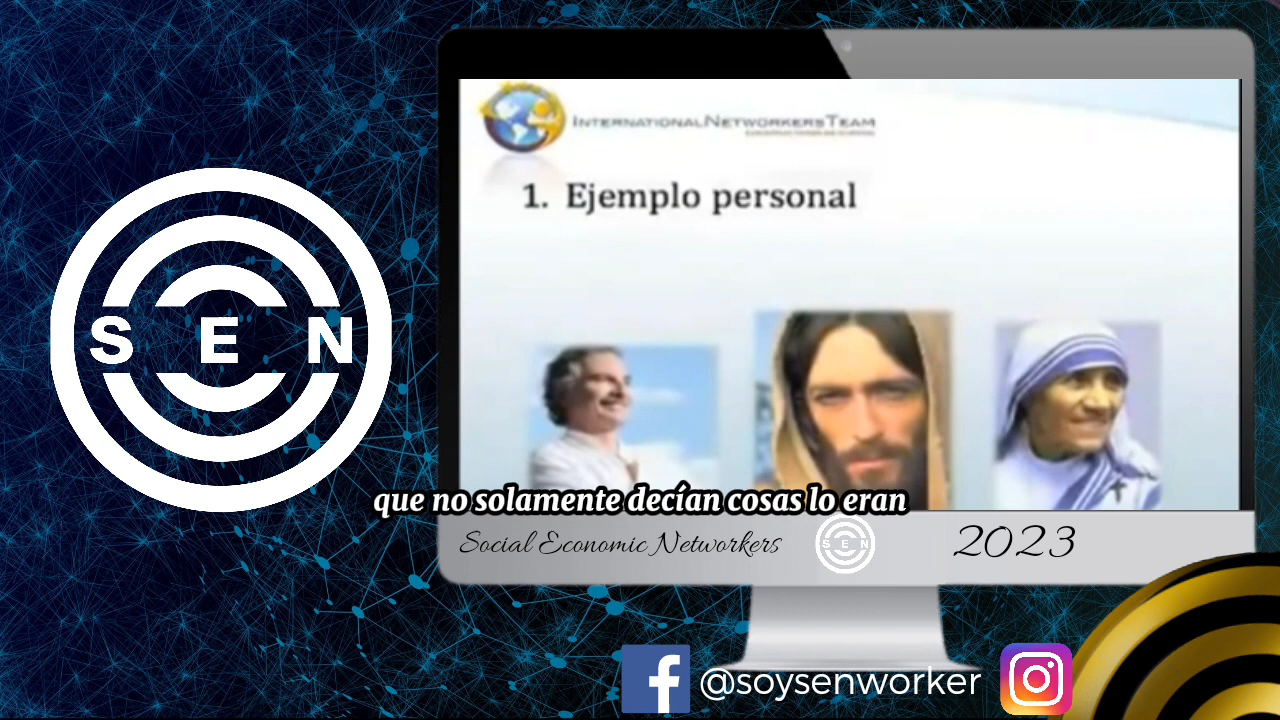 INTERNATIONALNETWORKERSTEAM
1. Ejemplo personal
S E N
que no solamente decían cosas lo eran
Social Economic Networkers
S E N
2023
@soysenworker